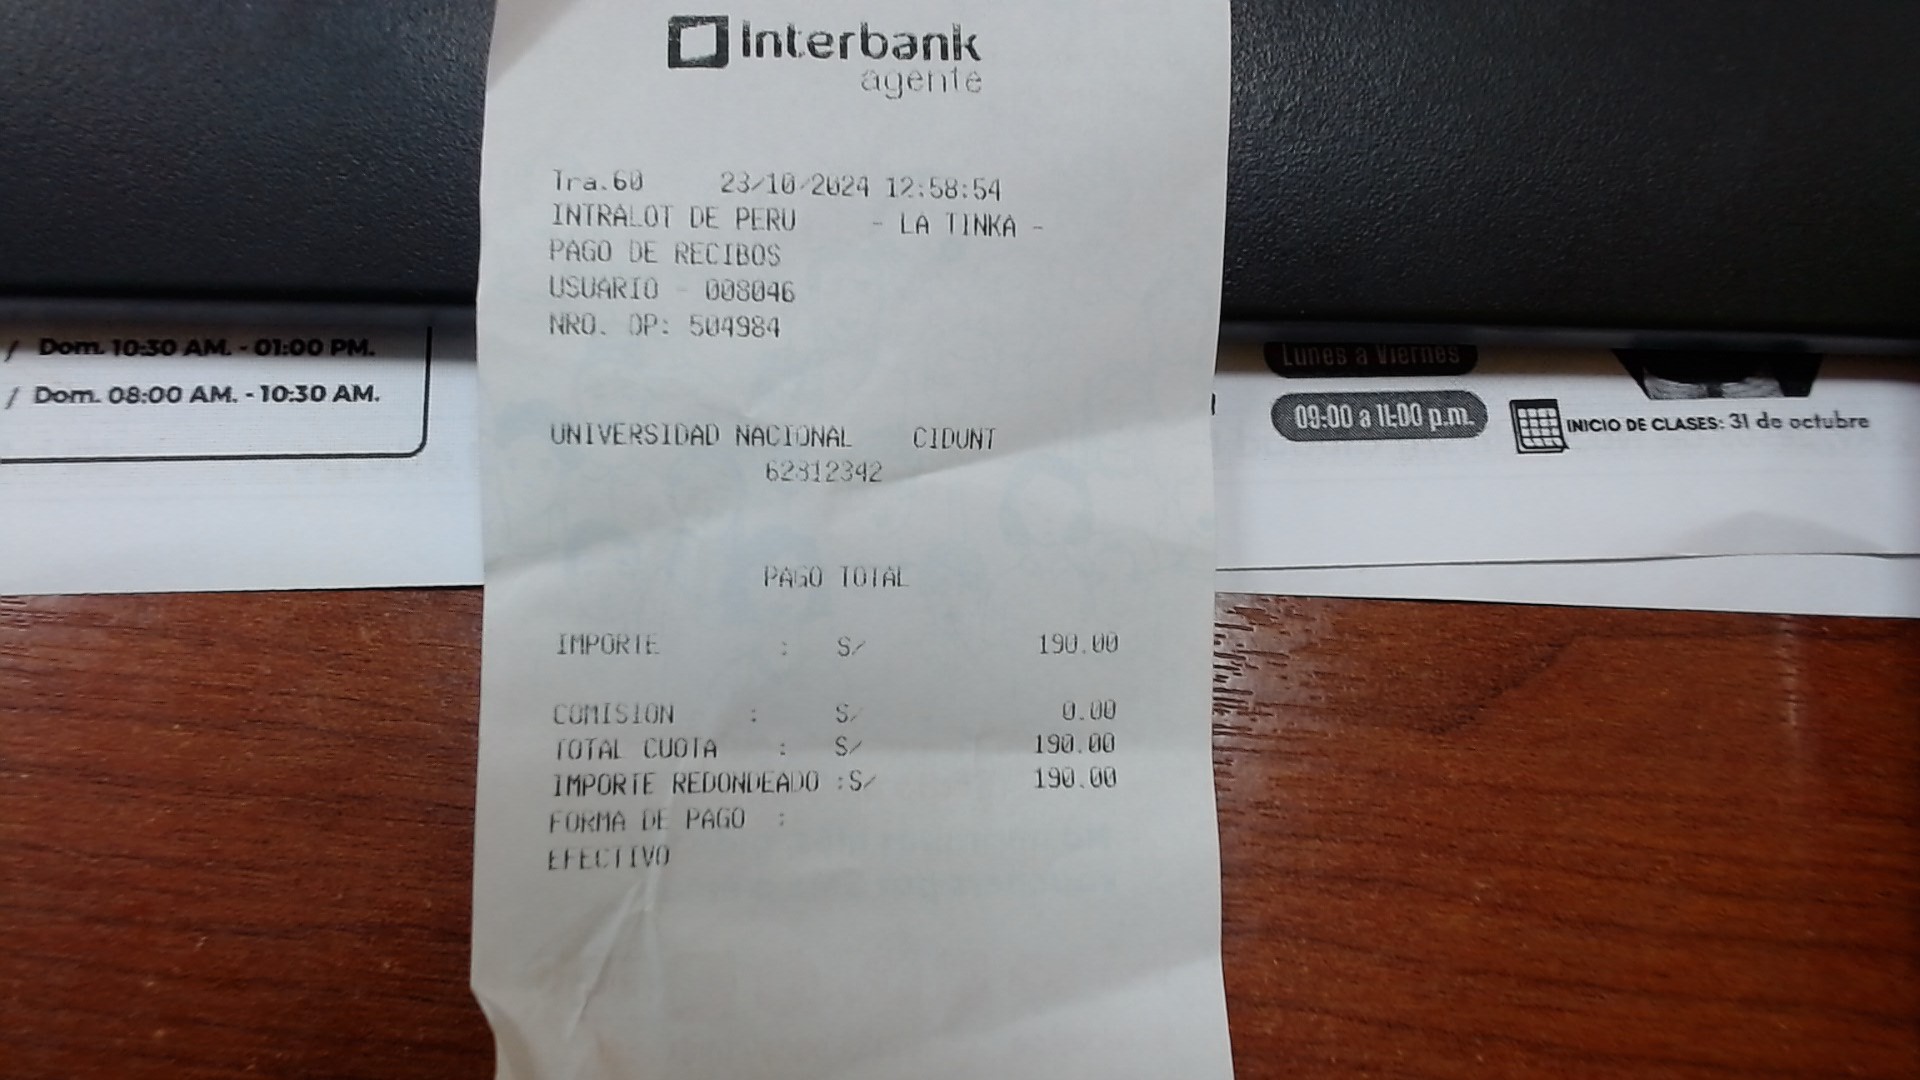 Interbank
agente
Tra.60 23/10/2024 12:58:54
INTRALOT DE PERU - LA TINKA -
PAGO DE RECIBOS
USUARIO - 008046
NRO. OP: 504984
UNIVERSIDAD NACIONAL CIDUNT
62812342
PAGO TOTAL
IMPORTE : S/ 190.00
COMISION : S/ 0.00
TOTAL CUOTA : S/ 190.00
IMPORTE REDONDEADO :S/ 190.00
FORMA DE PAGO :
EFECTIVO
/ Dom. 10:30 AM. - 01:00 PM.
/ Dom. 08:00 AM. - 10:30 AM.
Lunes a Viernes
09:00 a 11:00 p.m.
INICIO DE CLASES: 31 de octubre